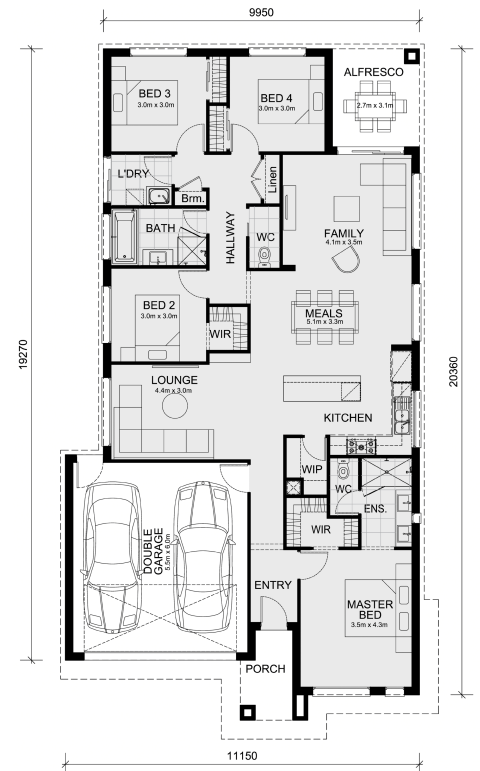 9950
19270
20360
BED 3
3.0m x 3.0m
BED 4
3.0m x 3.0m
ALFRESCO
2.7m x 3.1m
L'DRY
Brm.
Linen
BATH
HALLWAY
WC
FAMILY
4.1m x 3.5m
BED 2
3.0m x 3.0m
WIR
MEALS
5.1m x 3.3m
LOUNGE
4.4m x 3.0m
KITCHEN
WIP
WC
ENS.
WIR
DOUBLE
GARAGE
5.5m x 6.0m
ENTRY
MASTER
BED
3.5m x 4.3m
PORCH
11150